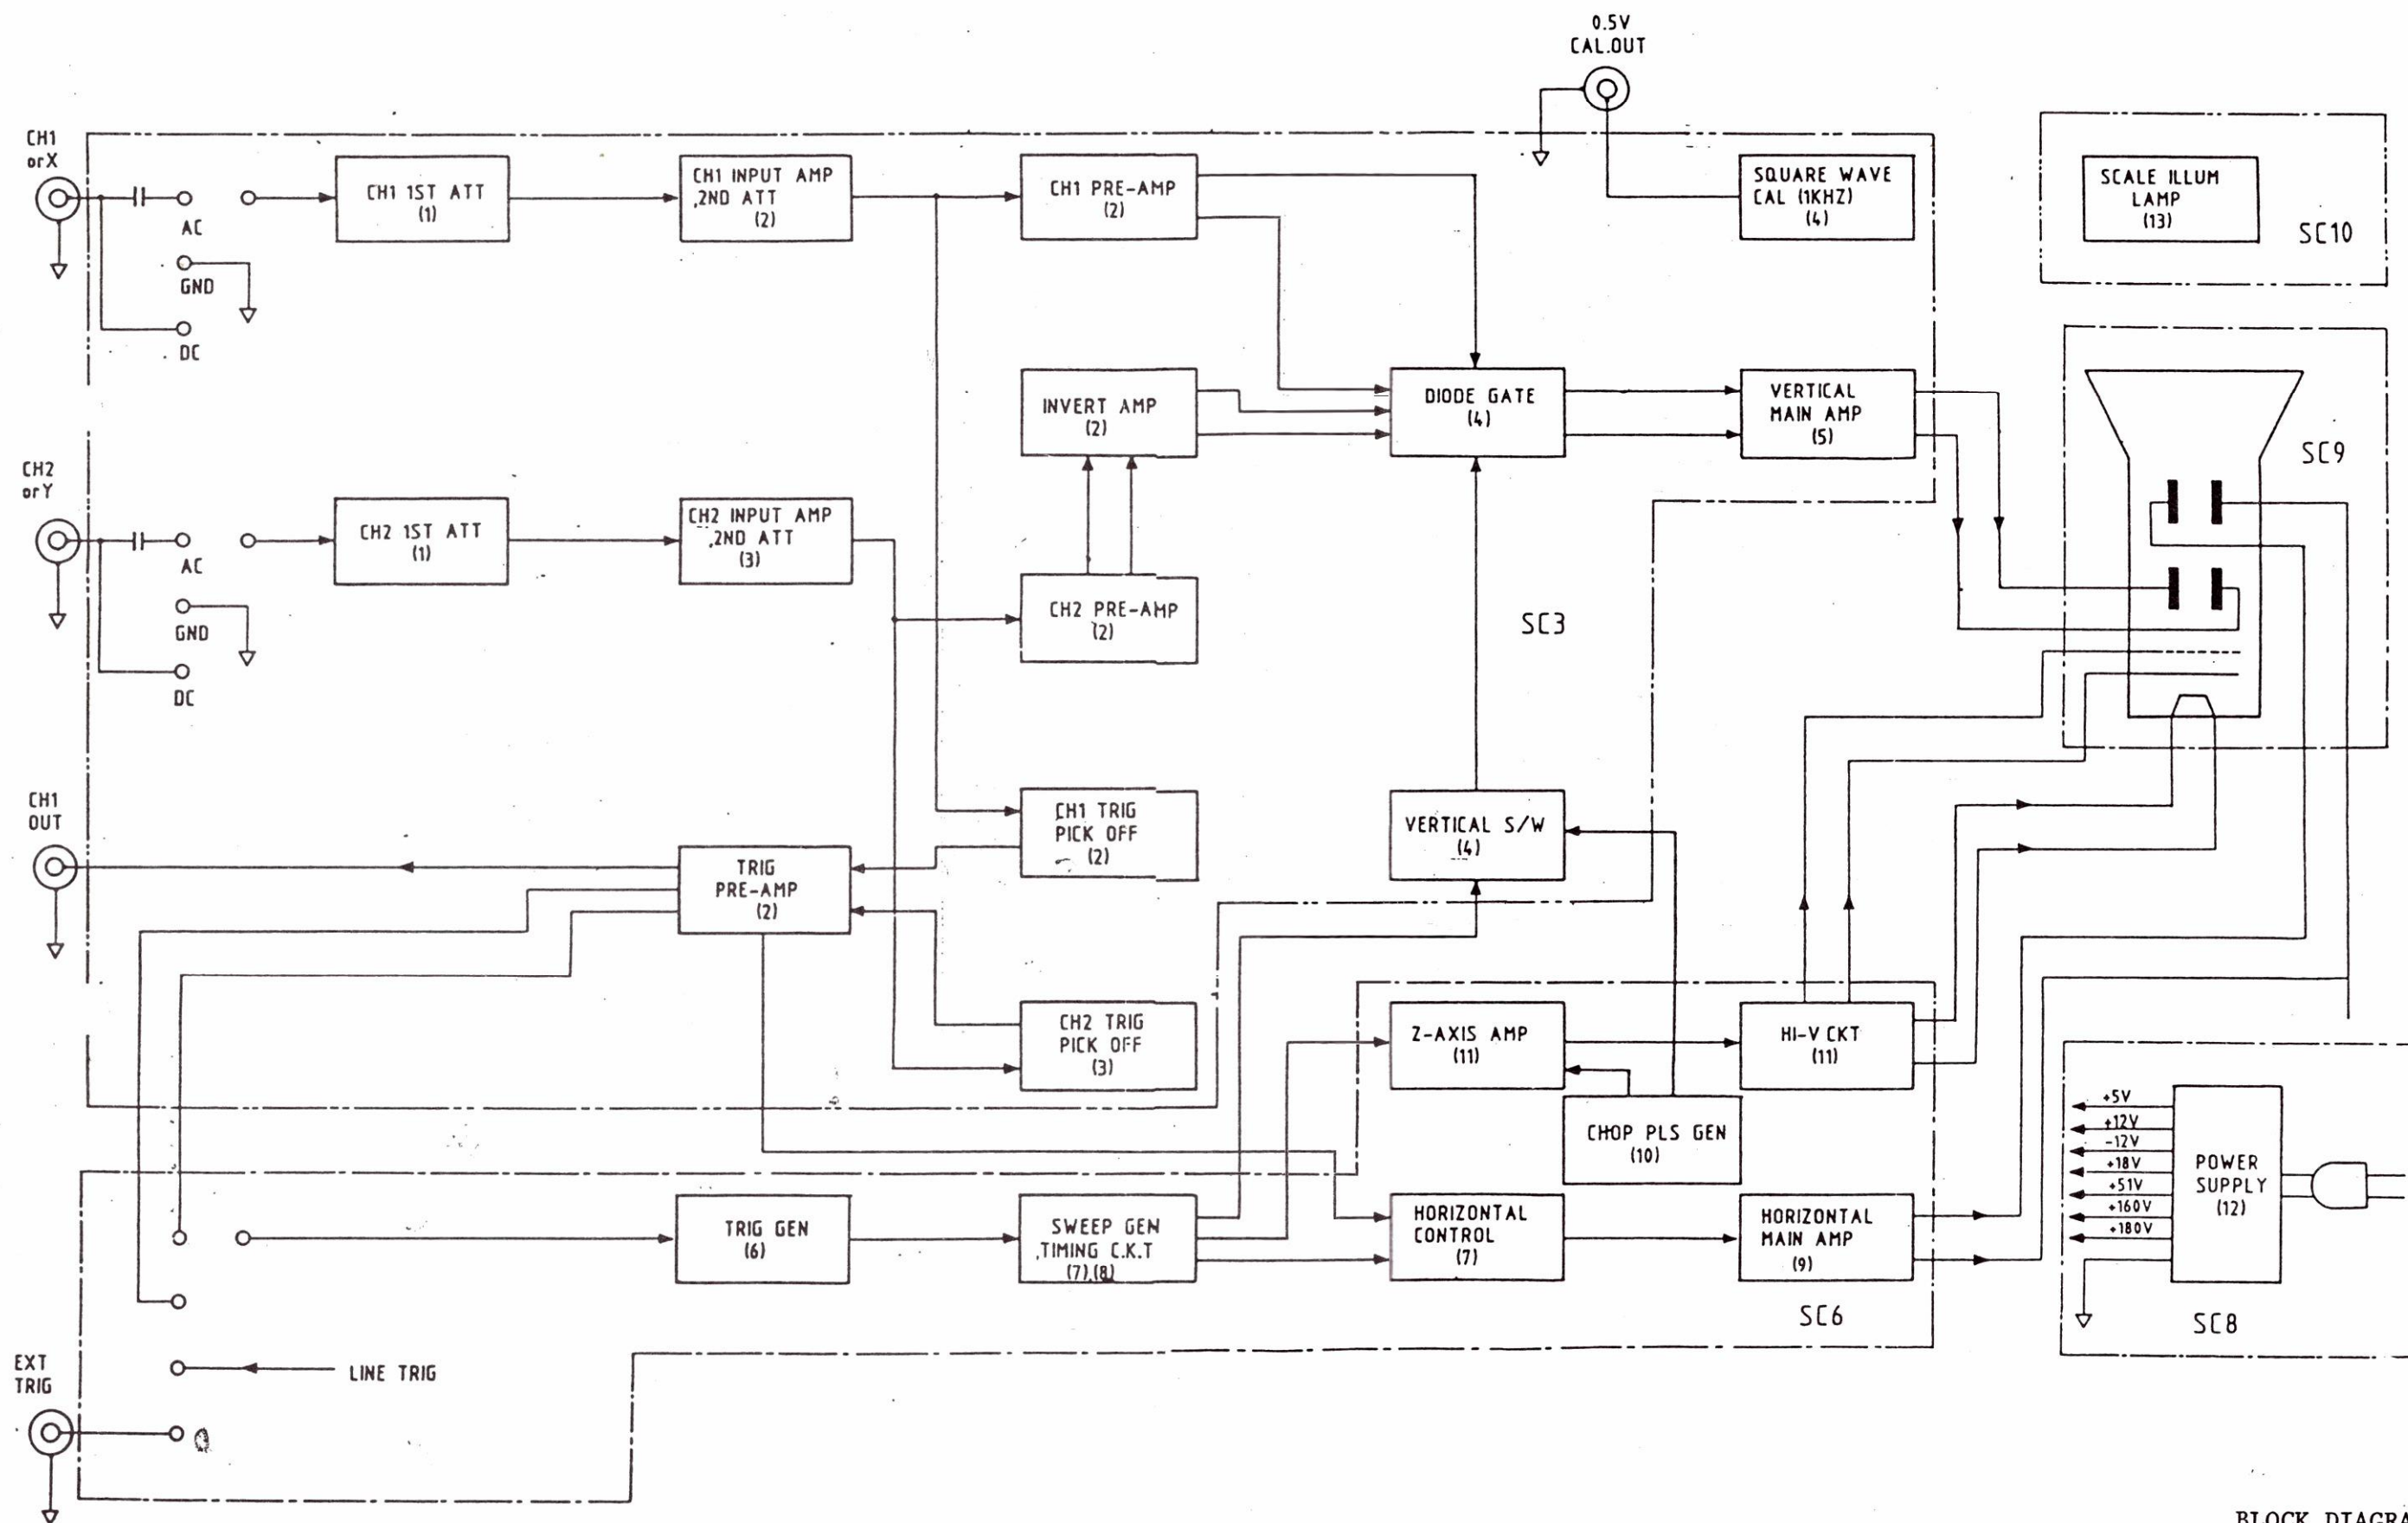 0.5V
CAL.OUT
CH1
orX
AC
GND
DC
CH1 1ST ATT
(1)
CH1 INPUT AMP
,2ND ATT
(2)
CH1 PRE-AMP
(2)
SQUARE WAVE
CAL (1KHZ)
(4)
SCALE ILLUM
LAMP
(13)
SC10
INVERT AMP
(2)
DIODE GATE
(4)
VERTICAL
MAIN AMP
(5)
SC9
CH2
orY
AC
GND
DC
CH2 1ST ATT
(1)
CH2 INPUT AMP
,2ND ATT
(3)
CH2 PRE-AMP
(2)
SC3
CH1
OUT
TRIG
PRE-AMP
(2)
CH1 TRIG
PICK OFF
(2)
VERTICAL S/W
(4)
CH2 TRIG
PICK OFF
(3)
Z-AXIS AMP
(11)
HI-V CKT
(11)
CHOP PLS GEN
(10)
+5V
+12V
-12V
+18V
+51V
+160V
+180V
POWER
SUPPLY
(12)
SC8
TRIG GEN
(6)
SWEEP GEN
,TIMING C.K.T
(7),(8)
HORIZONTAL
CONTROL
(7)
HORIZONTAL
MAIN AMP
(9)
SC6
EXT
TRIG
LINE TRIG
BLOCK DIAGRA